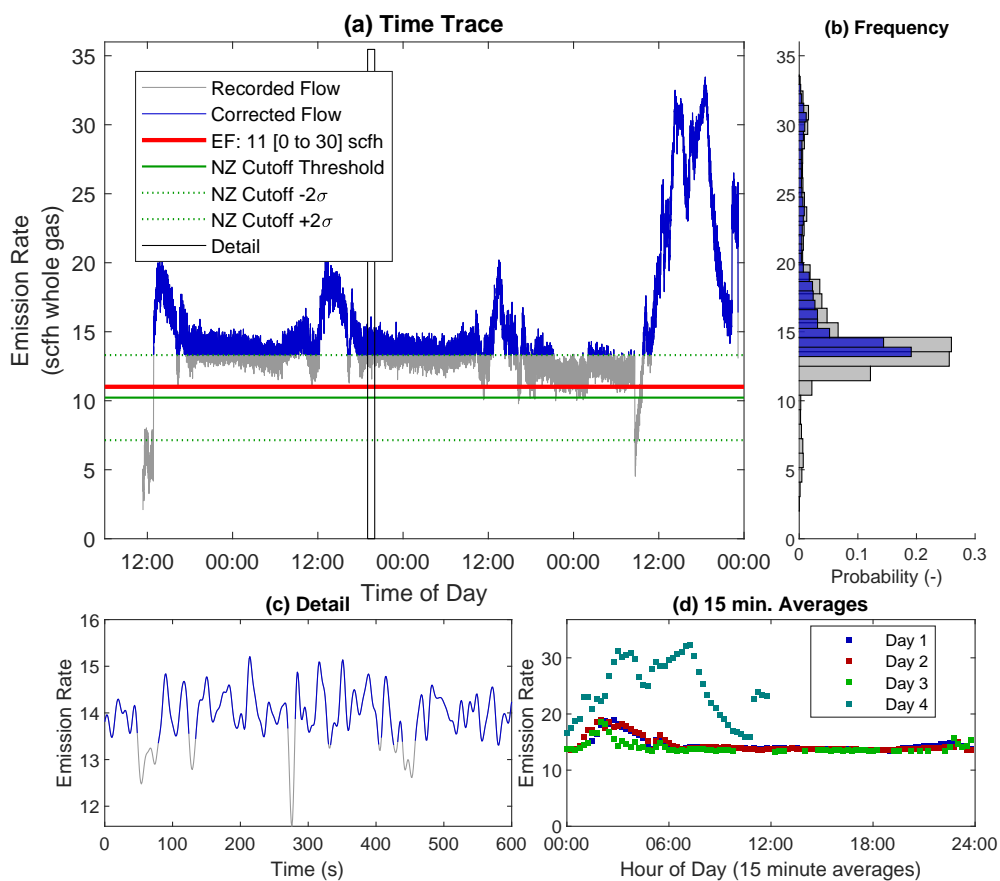 (a) Time Trace
(b) Frequency
35
30
25
20
15
10
5
0
Emission Rate
(scfh whole gas)
Recorded Flow
Corrected Flow
EF: 11 [0 to 30] scfh
NZ Cutoff Threshold
NZ Cutoff -2σ
NZ Cutoff +2σ
Detail
12:00 00:00 12:00 00:00 12:00 00:00 12:00 00:00
Time of Day
35
30
25
20
15
10
5
0
0 0.1 0.2 0.3
Probability (-)
(c) Detail
16
15
14
13
12
Emission Rate
0 100 200 300 400 500 600
Time (s)
(d) 15 min. Averages
30
20
10
0
Emission Rate
Day 1
Day 2
Day 3
Day 4
00:00 06:00 12:00 18:00 24:00
Hour of Day (15 minute averages)